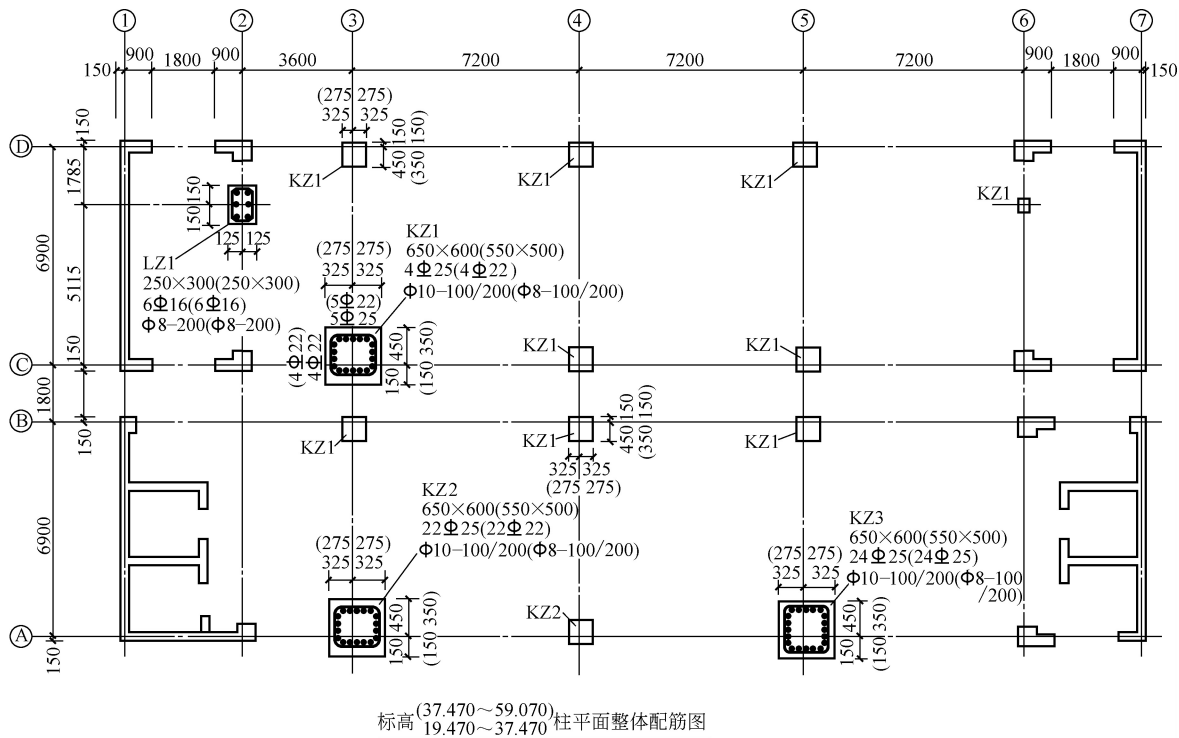 ① ② ③ ④ ⑤ ⑥ ⑦
150 900 1800 900 3600 7200 7200 7200 900 1800 900 150
(275 275)
325 325
150
1785
5115
150
150
6900
1800
6900
150
Ⓓ
Ⓒ
Ⓑ
Ⓐ
450 150
(350 150)
KZ1
KZ1
KZ1
KZ1
150 150
125 125
LZ1
250×300(250×300)
6Φ16(6Φ16)
Φ8-200(Φ8-200)
(275 275)
325 325
KZ1
650×600(550×500)
4Φ25(4Φ22)
Φ10-100/200(Φ8-100/200)
(5Φ22)
5Φ25
(4Φ22)
4Φ22
150 450
(150 350)
KZ1
KZ1
KZ1
KZ1
KZ1
450 150
(350 150)
325 325
(275 275)
KZ2
650×600(550×500)
22Φ25(22Φ22)
Φ10-100/200(Φ8-100/200)
(275 275)
325 325
150 450
(150 350)
KZ2
KZ3
650×600(550×500)
24Φ25(24Φ25)
Φ10-100/200(Φ8-100
/200)
(275 275)
325 325
150 450
(150 350)
标高(37.470～59.070)
19.470～37.470
柱平面整体配筋图